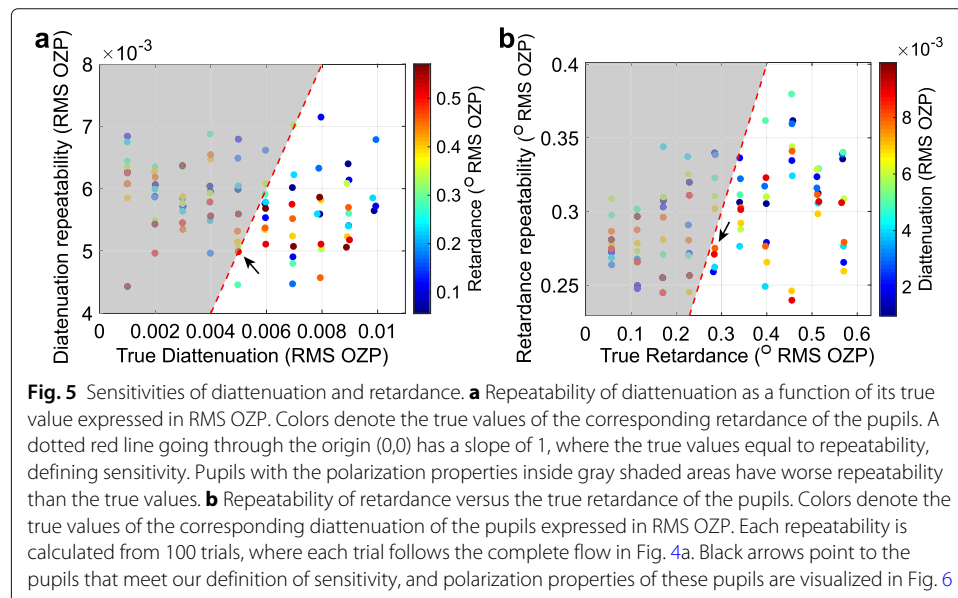 a
×10⁻³
Diatenuation repeatability (RMS OZP)
8
7
6
5
4
0 0.002 0.004 0.006 0.008 0.01
True Diattenuation (RMS OZP)
0.5
0.4
0.3
0.2
0.1
Retardance (° RMS OZP)
b
Retardance repeatability (° RMS OZP)
0.4
0.35
0.3
0.25
0 0.1 0.2 0.3 0.4 0.5 0.6
True Retardance (° RMS OZP)
×10⁻³
8
6
4
2
Diattenuation (RMS OZP)
Fig. 5 Sensitivities of diattenuation and retardance. a Repeatability of diattenuation as a function of its true
value expressed in RMS OZP. Colors denote the true values of the corresponding retardance of the pupils. A
dotted red line going through the origin (0,0) has a slope of 1, where the true values equal to repeatability,
defining sensitivity. Pupils with the polarization properties inside gray shaded areas have worse repeatability
than the true values. b Repeatability of retardance versus the true retardance of the pupils. Colors denote the
true values of the corresponding diattenuation of the pupils expressed in RMS OZP. Each repeatability is
calculated from 100 trials, where each trial follows the complete flow in Fig. 4a. Black arrows point to the
pupils that meet our definition of sensitivity, and polarization properties of these pupils are visualized in Fig. 6